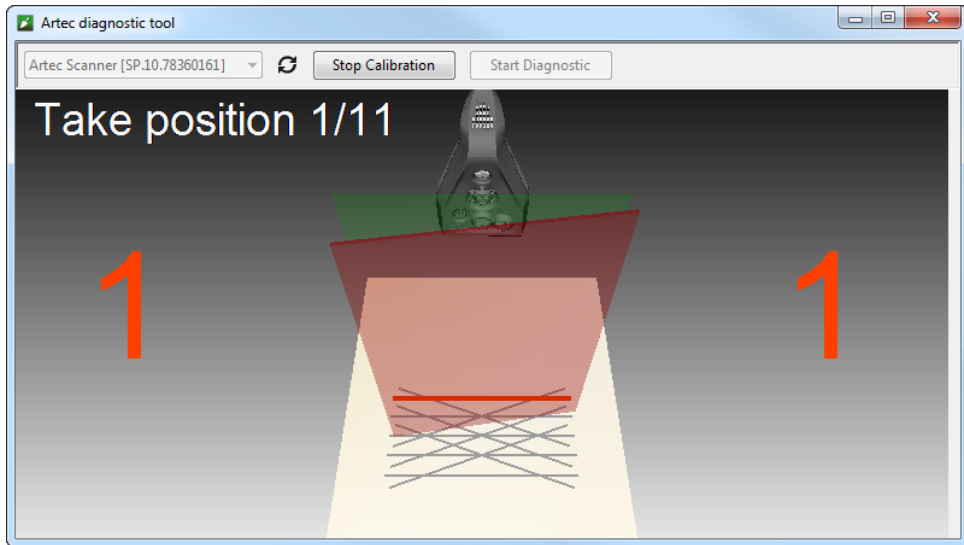 Artec diagnostic tool
Artec Scanner [SP.10.78360161] Stop Calibration Start Diagnostic
Take position 1/11
1 1